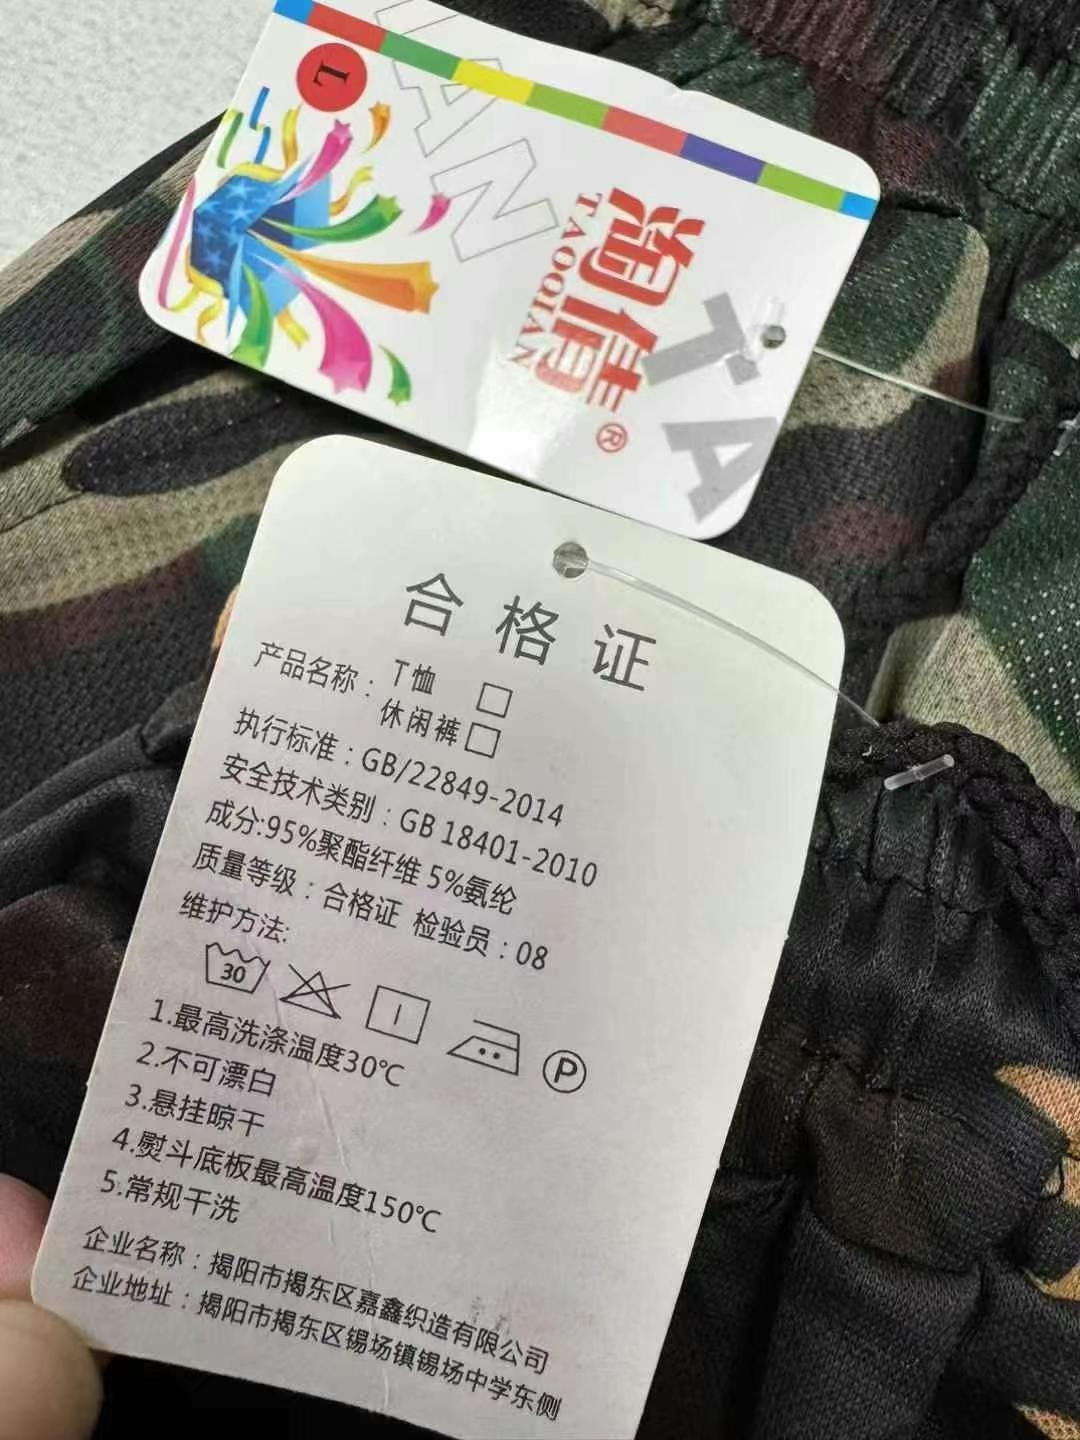 L
AN
淘倩®
TAOQIAN
TA
合格证
产品名称：T恤 □
休闲裤 □
执行标准：GB/22849-2014
安全技术类别：GB 18401-2010
成分:95%聚酯纤维 5%氨纶
质量等级：合格证 检验员：08
维护方法:
30
P
1.最高洗涤温度30℃
2.不可漂白
3.悬挂晾干
4.熨斗底板最高温度150℃
5.常规干洗
企业名称：揭阳市揭东区嘉鑫织造有限公司
企业地址：揭阳市揭东区锡场镇锡场中学东侧